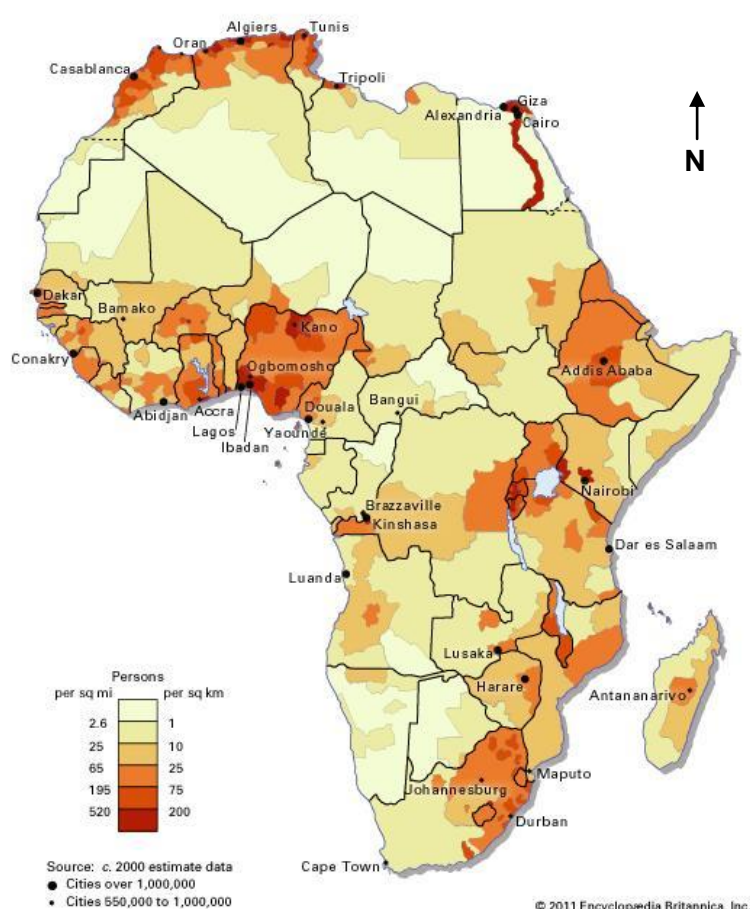 Tunis
Algiers
Oran
Casablanca
Tripoli
Giza
Alexandria
Cairo
N
Dakar
Bamako
Kano
Conakry
Ogbomosho
Addis Ababa
Abidjan
Accra
Douala
Bangui
Lagos
Yaoundé
Ibadan
Nairobi
Brazzaville
Kinshasa
Dar es Salaam
Luanda
Lusaka
Harare
Antananarivo
Maputo
Johannesburg
Durban
Cape Town
Persons
per sq mi per sq km
2.6 1
25 10
65 25
195 75
520 200
Source: c. 2000 estimate data
Cities over 1,000,000
Cities 550,000 to 1,000,000
© 2011 Encyclopædia Britannica, Inc.